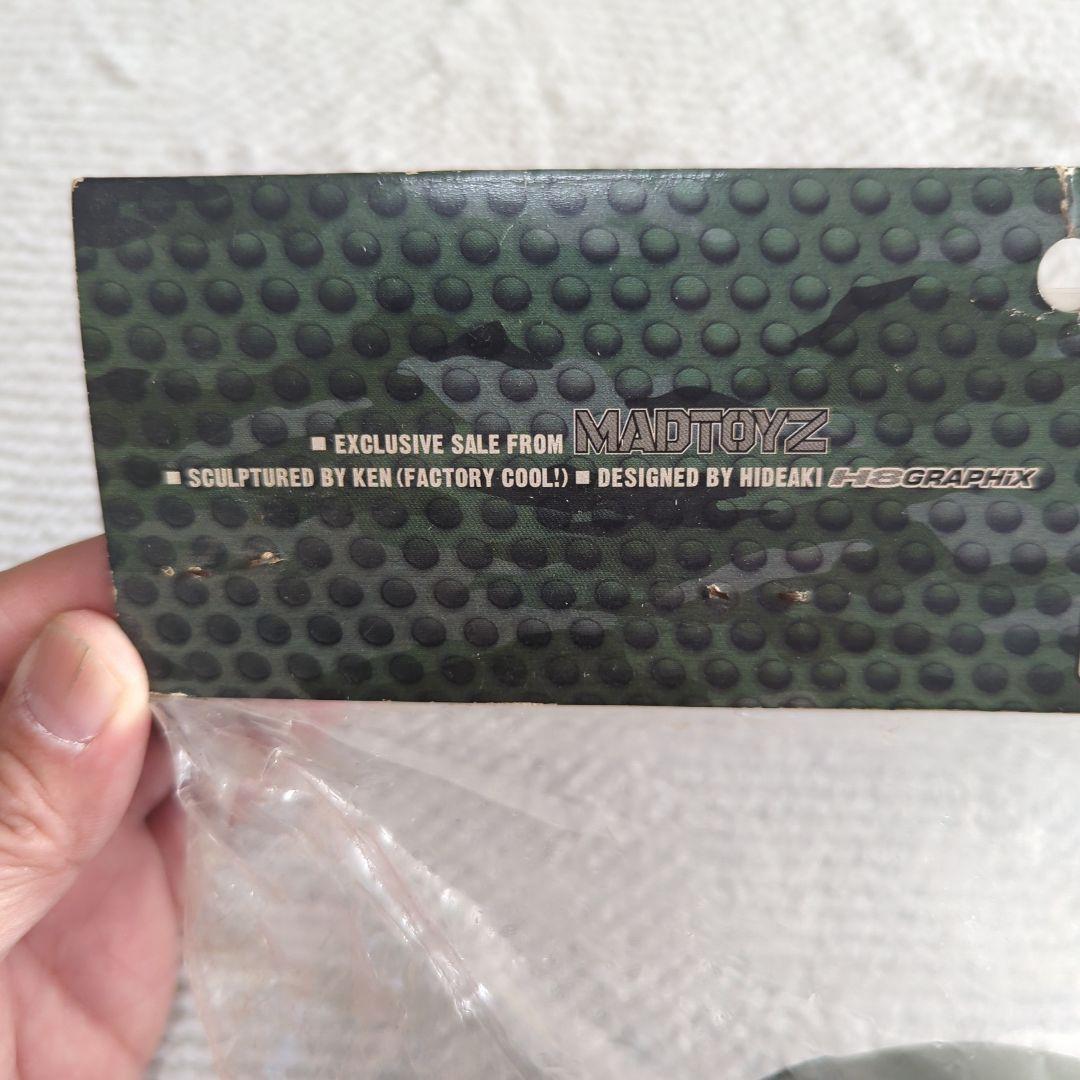 ■ EXCLUSIVE SALE FROM MADTOYZ
■ SCULPTURED BY KEN (FACTORY COOL!) ■ DESIGNED BY HIDEAKI H8GRAPHIX